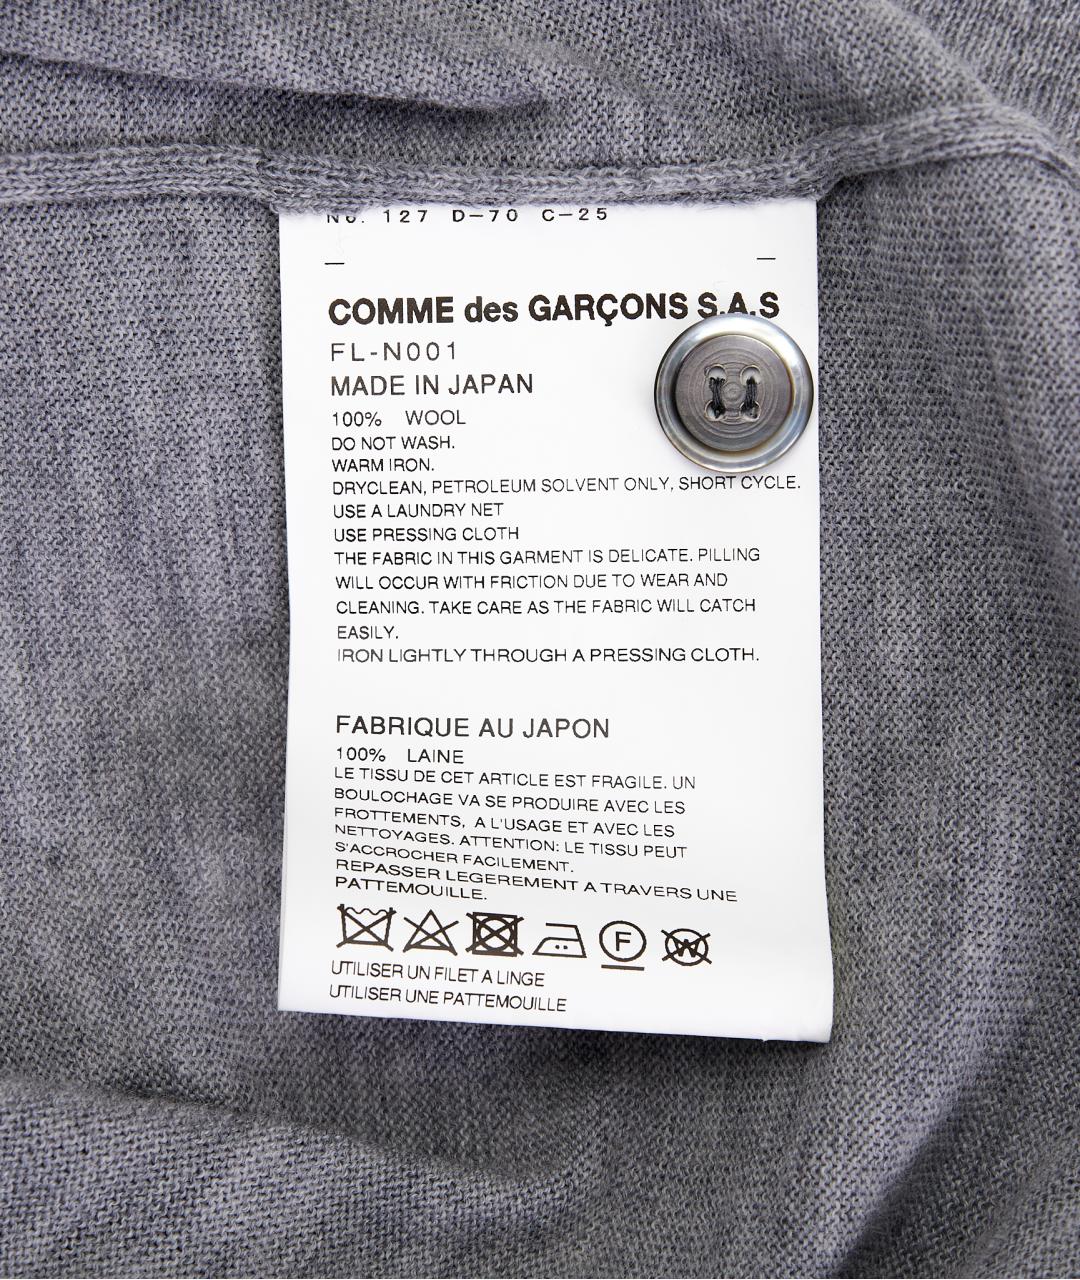 No. 127 D-70 C-25
COMME des GARÇONS S.A.S
FL-N001
MADE IN JAPAN
100% WOOL
DO NOT WASH.
WARM IRON.
DRYCLEAN, PETROLEUM SOLVENT ONLY, SHORT CYCLE.
USE A LAUNDRY NET
USE PRESSING CLOTH
THE FABRIC IN THIS GARMENT IS DELICATE. PILLING
WILL OCCUR WITH FRICTION DUE TO WEAR AND
CLEANING. TAKE CARE AS THE FABRIC WILL CATCH
EASILY.
IRON LIGHTLY THROUGH A PRESSING CLOTH.
FABRIQUE AU JAPON
100% LAINE
LE TISSU DE CET ARTICLE EST FRAGILE. UN
BOULOCHAGE VA SE PRODUIRE AVEC LES
FROTTEMENTS, A L'USAGE ET AVEC LES
NETTOYAGES. ATTENTION: LE TISSU PEUT
S'ACCROCHER FACILEMENT.
REPASSER LEGEREMENT A TRAVERS UNE
PATTEMOUILLE.
F W
UTILISER UN FILET A LINGE
UTILISER UNE PATTEMOUILLE